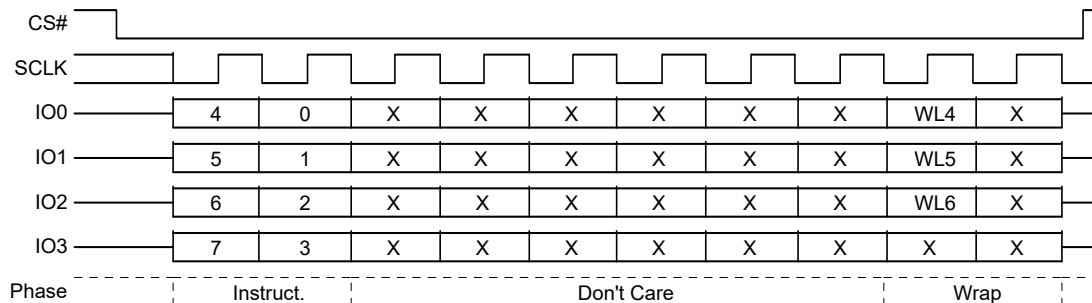 CS#
SCLK
IO0 4 0 X X X X X X WL4 X
IO1 5 1 X X X X X X WL5 X
IO2 6 2 X X X X X X WL6 X
IO3 7 3 X X X X X X X X
Phase Instruct. Don't Care Wrap